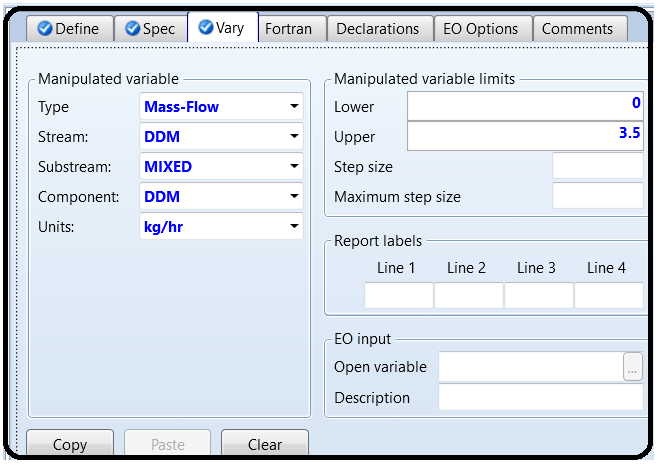 Define Spec Vary Fortran Declarations EO Options Comments
Manipulated variable
Type Mass-Flow
Stream: DDM
Substream: MIXED
Component: DDM
Units: kg/hr
Manipulated variable limits
Lower 0
Upper 3.5
Step size
Maximum step size
Report labels
Line 1 Line 2 Line 3 Line 4
EO input
Open variable ...
Description
Copy Paste Clear